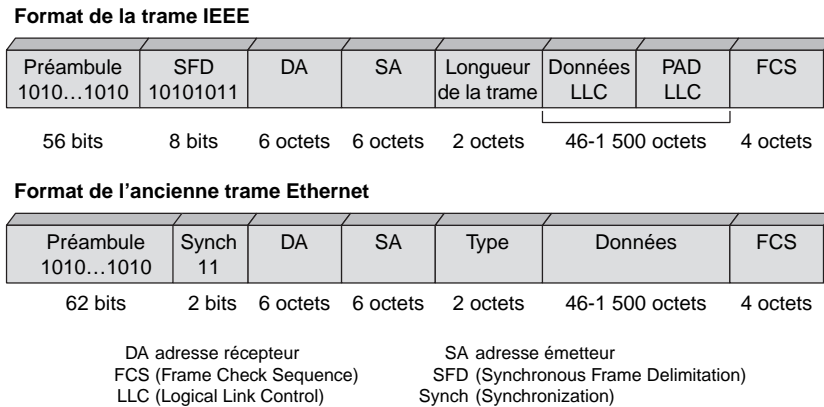 Format de la trame IEEE
Préambule SFD DA SA Longueur Données PAD FCS
1010…1010 10101011 de la trame LLC LLC
56 bits 8 bits 6 octets 6 octets 2 octets 46-1 500 octets 4 octets
Format de l’ancienne trame Ethernet
Préambule Synch DA SA Type Données FCS
1010…1010 11
62 bits 2 bits 6 octets 6 octets 2 octets 46-1 500 octets 4 octets
DA adresse récepteur SA adresse émetteur
FCS (Frame Check Sequence) SFD (Synchronous Frame Delimitation)
LLC (Logical Link Control) Synch (Synchronization)